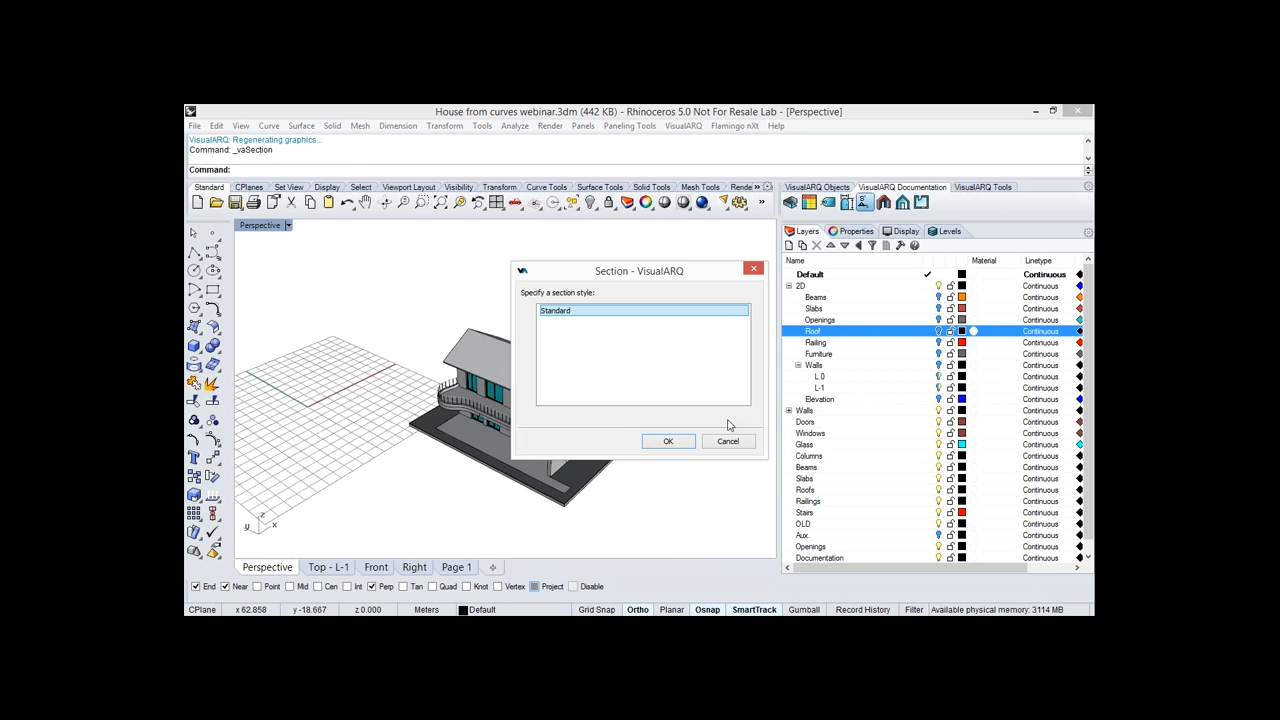 House from curves webinar.3dm (442 KB) - Rhinoceros 5.0 Not For Resale Lab - [Perspective]
File Edit View Curve Surface Solid Mesh Dimension Transform Tools Analyze Render Panels Paneling Tools VisualARQ Flamingo nXt Help
VisualARQ: Regenerating graphics...
Command: _vaSection
Command:
Standard CPlanes Set View Display Select Viewport Layout Visibility Transform Curve Tools Surface Tools Solid Tools Mesh Tools Rende »
VisualARQ Objects VisualARQ Documentation VisualARQ Tools
Perspective
Layers Properties Display Levels
Name Material Linetype
Default Continuous
2D Continuous
Beams Continuous
Slabs Continuous
Openings Continuous
Roof Continuous
Railing Continuous
Furniture Continuous
Walls Continuous
L.0 Continuous
L-1 Continuous
Elevation Continuous
Walls Continuous
Doors Continuous
Windows Continuous
Glass Continuous
Columns Continuous
Beams Continuous
Slabs Continuous
Roofs Continuous
Railings Continuous
Stairs Continuous
OLD Continuous
Aux. Continuous
Openings Continuous
Documentation Continuous
Section - VisualARQ
Specify a section style:
Standard
OK Cancel
z
x
Perspective Top - L-1 Front Right Page 1
End Near Point Mid Cen Int Perp Tan Quad Knot Vertex Project Disable
CPlane x 62.858 y -18.667 z 0.000 Meters Default Grid Snap Ortho Planar Osnap SmartTrack Gumball Record History Filter Available physical memory: 3114 MB